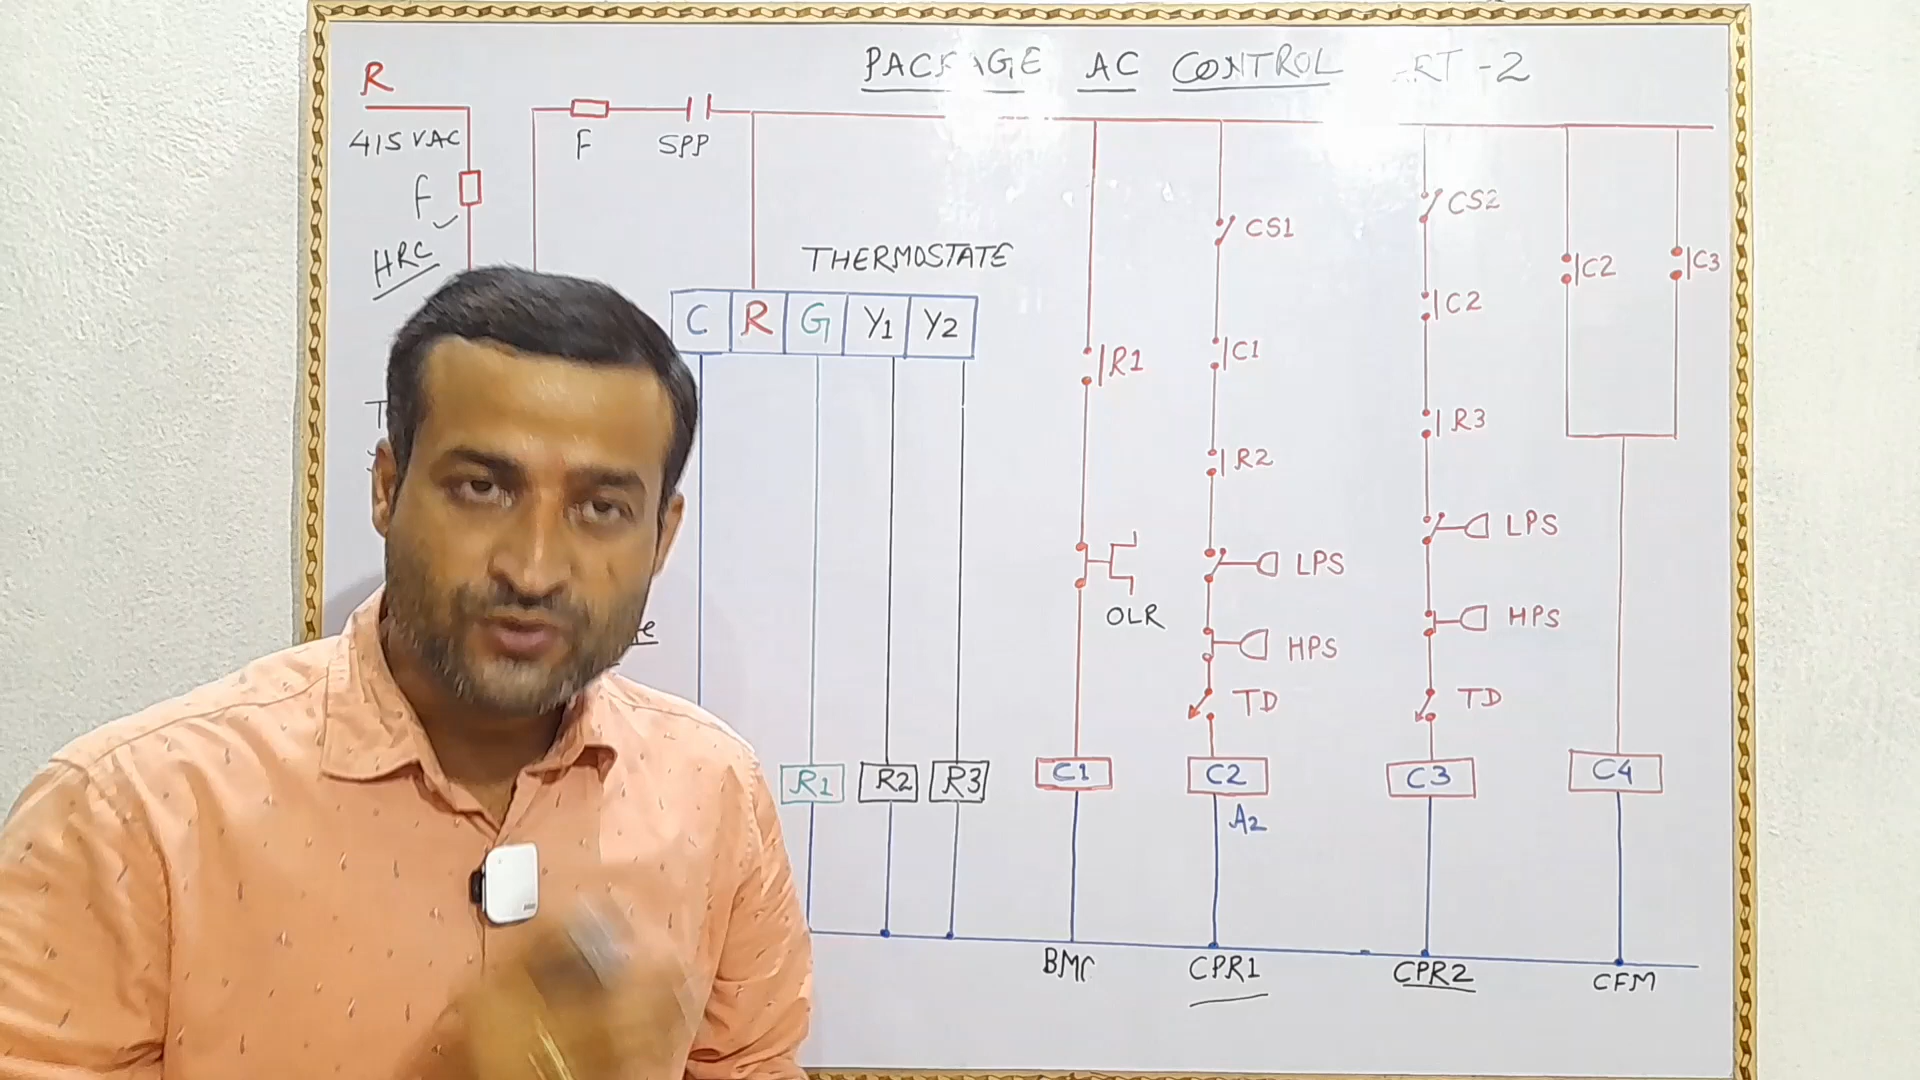 PACKAGE AC CONTROL RT-2
R
415 VAC
F
HRC
F
SPP
THERMOSTATE
C R G Y1 Y2
R1
R2
R3
R1
OLR
C1
BMC
CS1
C1
R2
LPS
HPS
TD
C2
A2
CPR1
CS2
C2
R3
LPS
HPS
TD
C3
CPR2
C2
C3
C4
CFM